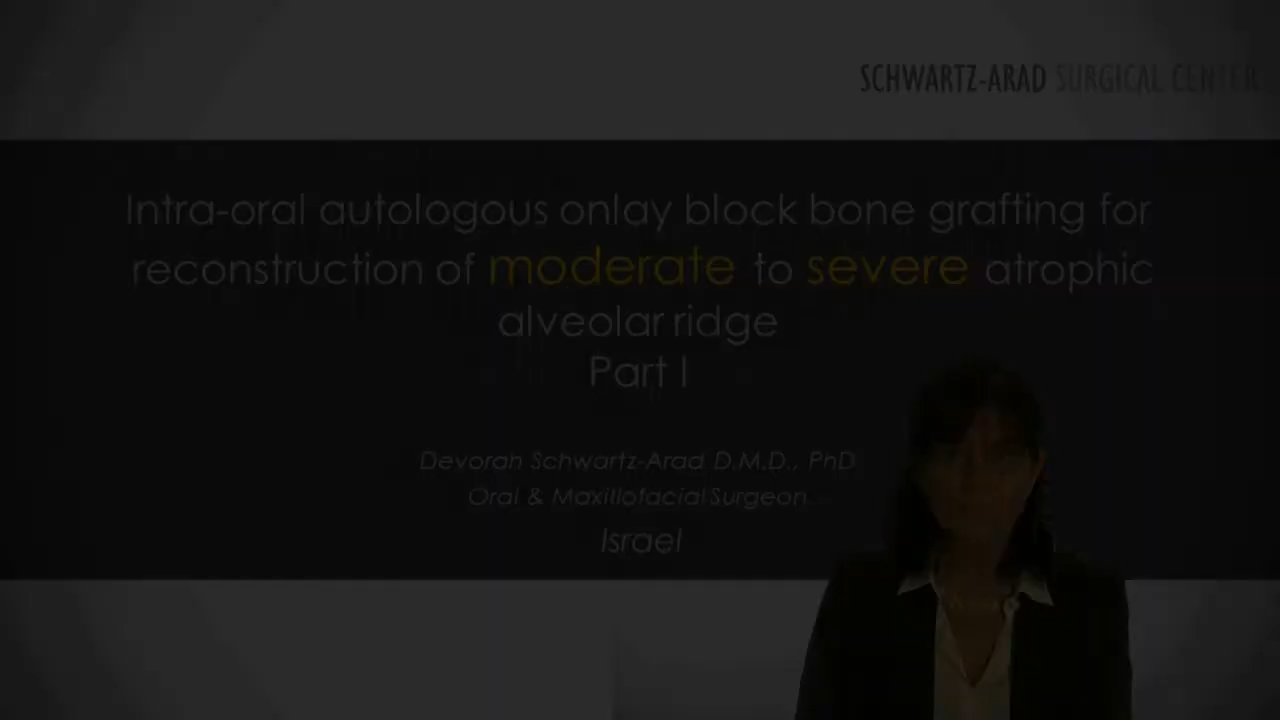 SCHWARTZ-ARAD SURGICAL CENTER
Intra-oral autologous onlay block bone grafting for
reconstruction of moderate to severe atrophic
alveolar ridge
Part I
Devorah Schwartz-Arad D.M.D., PhD
Oral & Maxillofacial Surgeon
Israel